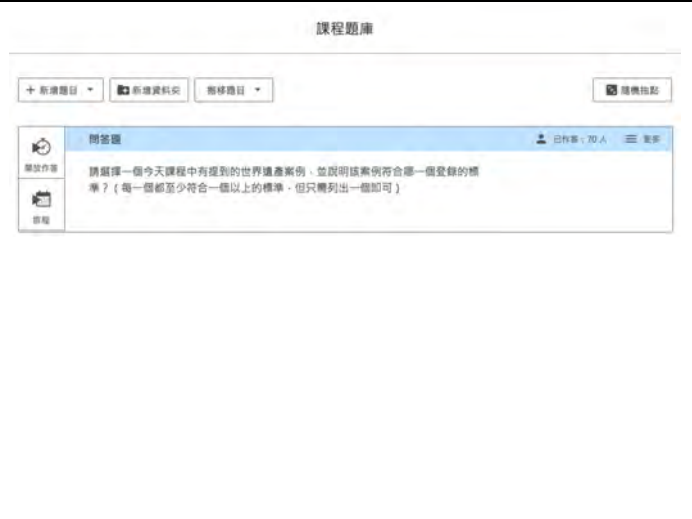 課程題庫
新增題目
新增資料夾
搬移題目
隨機抽點
問答題
已作答：70 人
更多
開放作答
請選擇一個今天課程中有提到的世界遺產案例，並說明該案例符合哪一個登錄的標
準？（每一個都至少符合一個以上的標準，但只需列出一個即可）
排程